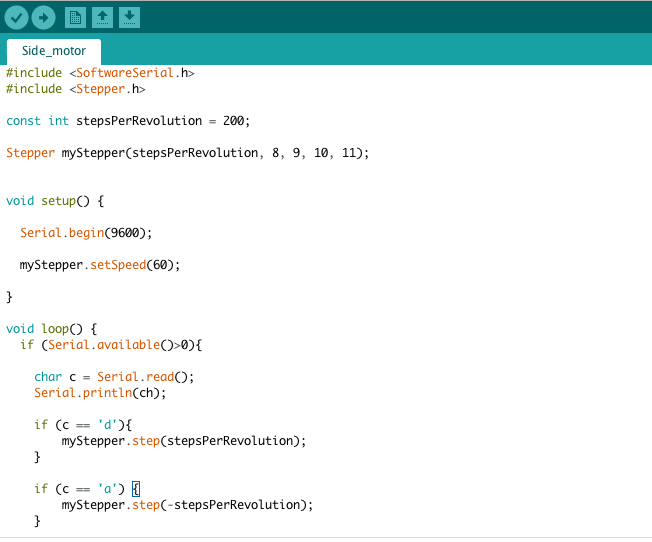 Side_motor
#include <SoftwareSerial.h>
#include <Stepper.h>
const int stepsPerRevolution = 200;
Stepper myStepper(stepsPerRevolution, 8, 9, 10, 11);
void setup() {
Serial.begin(9600);
myStepper.setSpeed(60);
}
void loop() {
if (Serial.available()>0){
char c = Serial.read();
Serial.println(ch);
if (c == 'd'){
myStepper.step(stepsPerRevolution);
}
if (c == 'a') {
myStepper.step(-stepsPerRevolution);
}